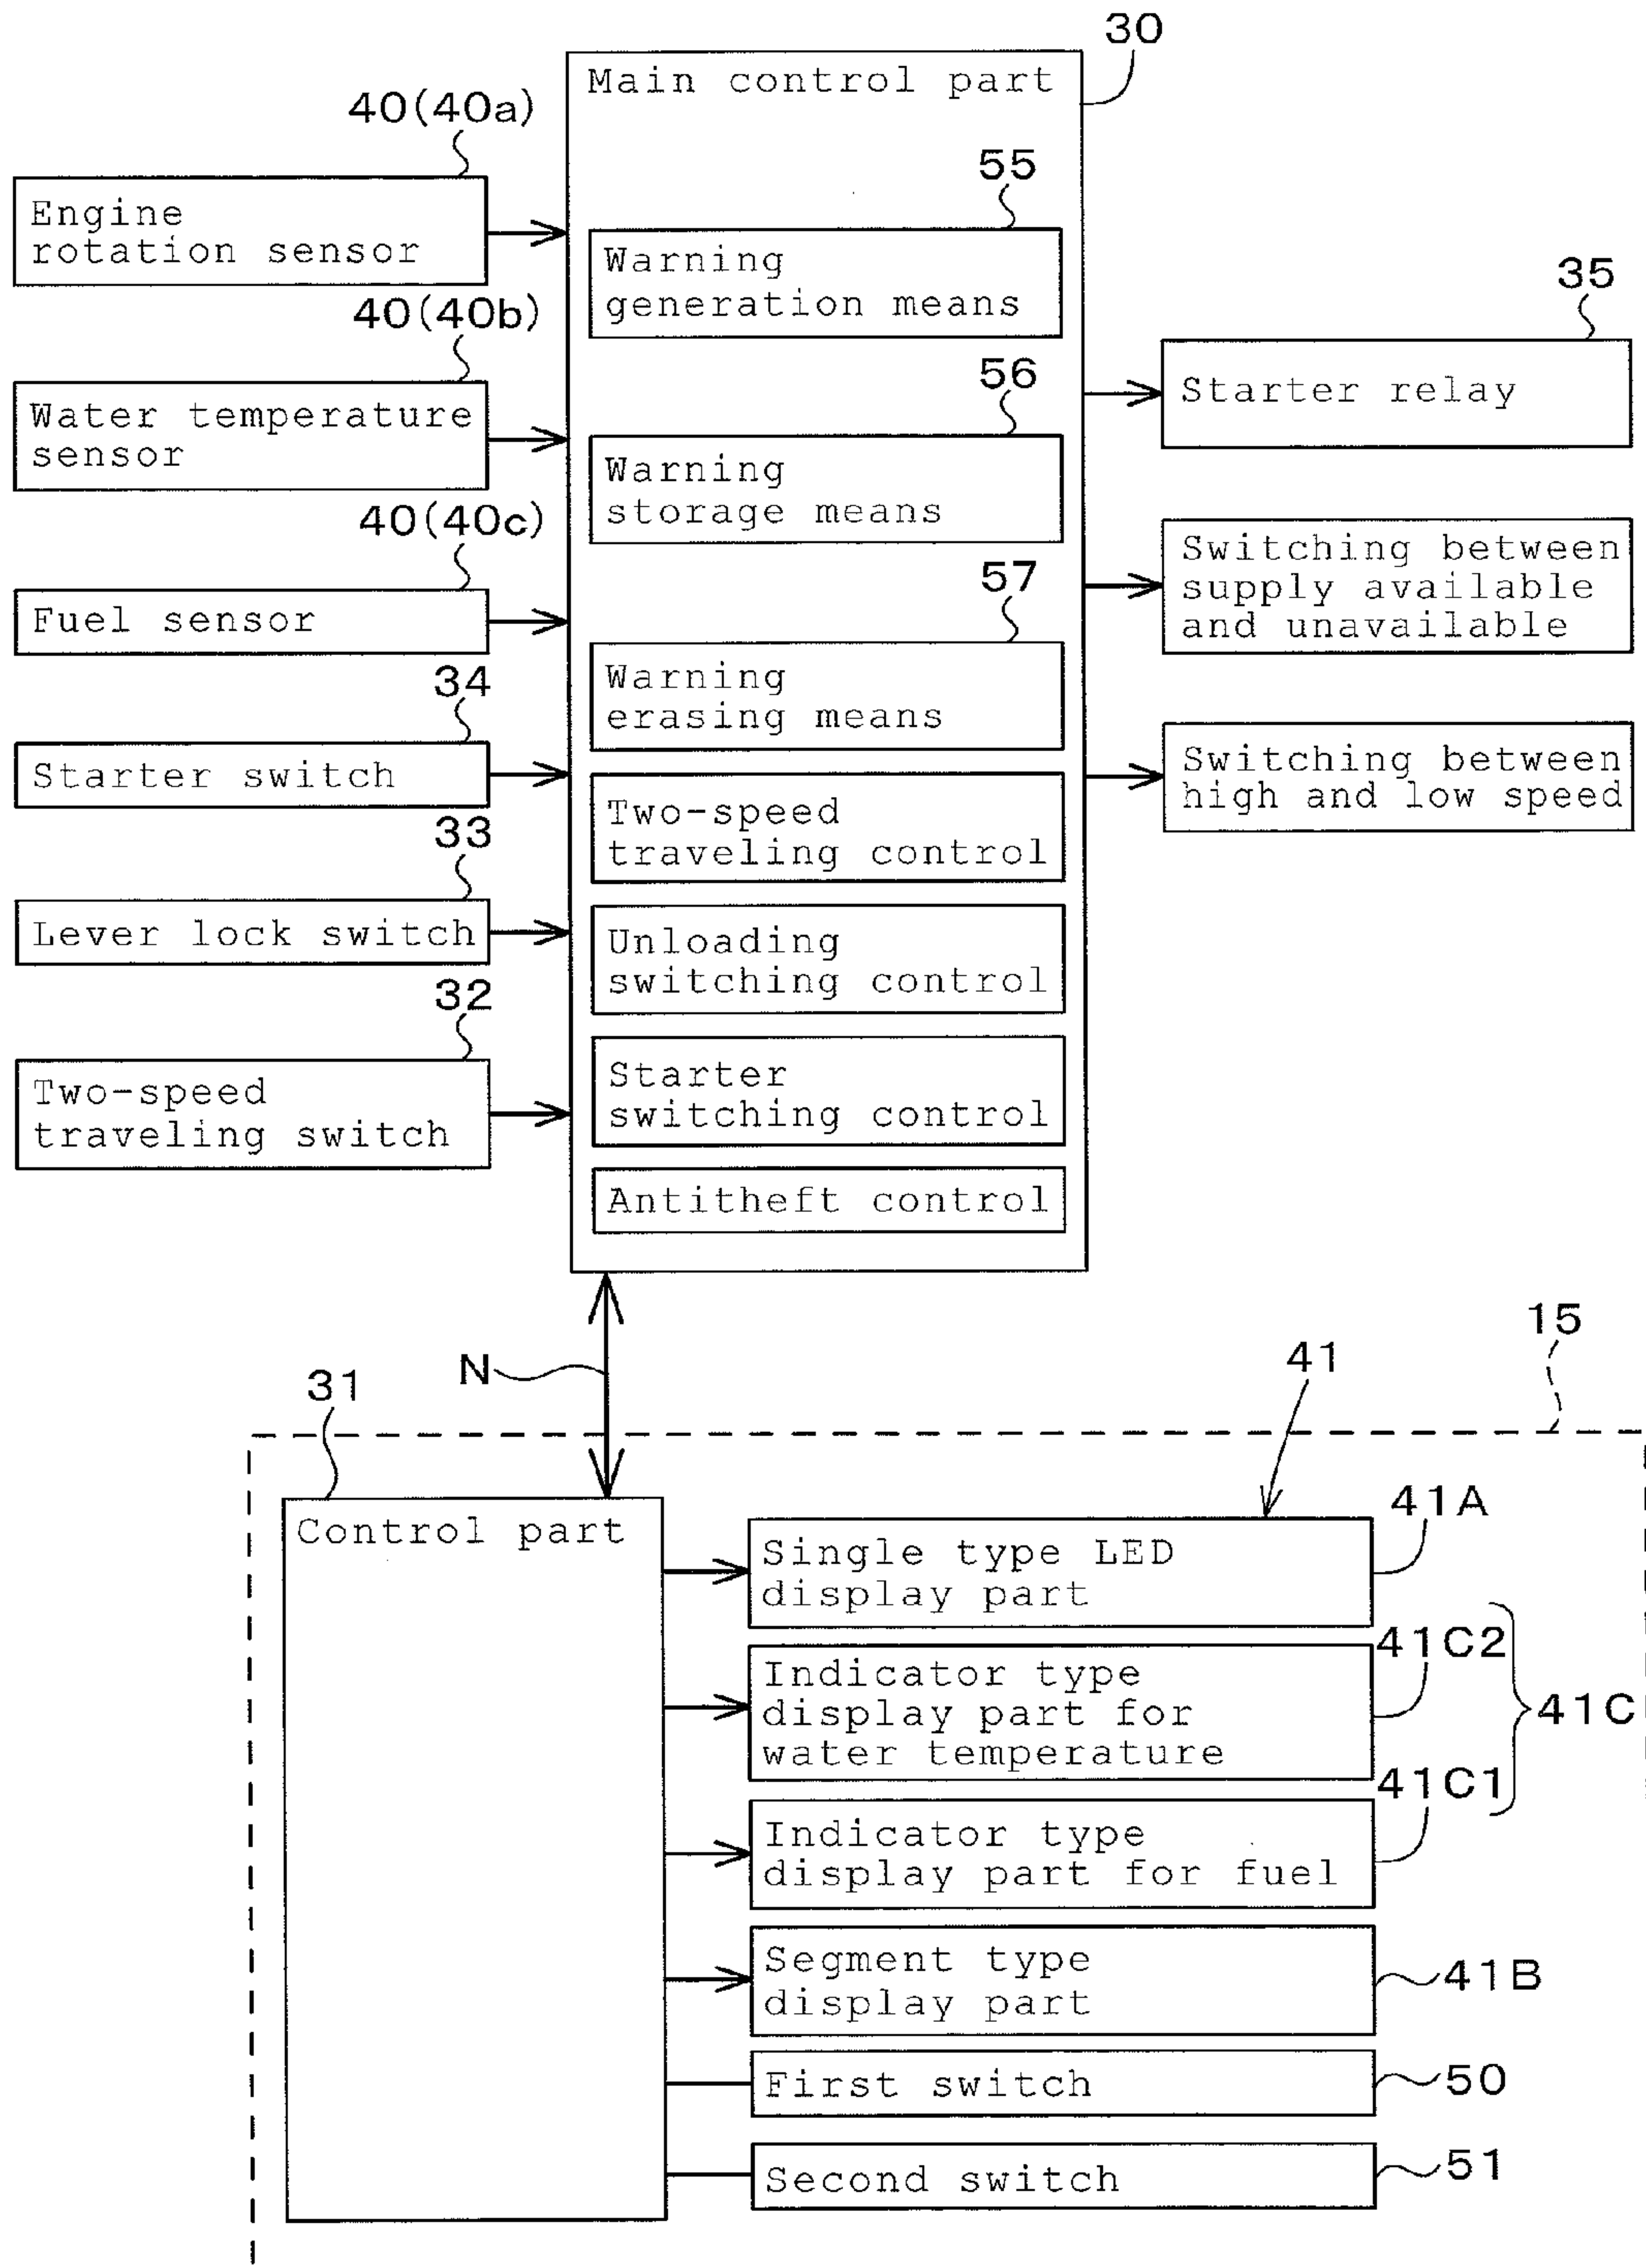 30
Main control part
40(40a)
Engine
rotation sensor
55
Warning
generation means
40(40b)
Water temperature
sensor
35
Starter relay
56
Warning
storage means
40(40c)
Fuel sensor
Switching between
supply available
and unavailable
57
Warning
erasing means
34
Starter switch
Switching between
high and low speed
Two-speed
traveling control
33
Lever lock switch
Unloading
switching control
32
Two-speed
traveling switch
Starter
switching control
Antitheft control
N
15
41
31
Control part
41A
Single type LED
display part
41C2
Indicator type
display part for
water temperature
41C
41C1
Indicator type
display part for fuel
Segment type
display part
41B
First switch
50
Second switch
51